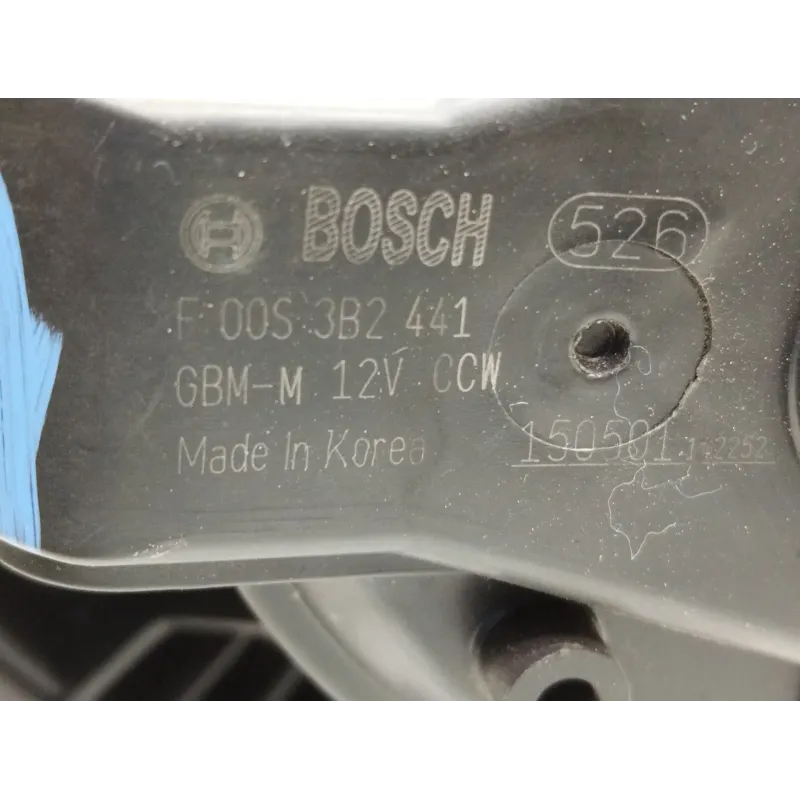 BOSCH 526
F 00S 3B2 441
GBM-M 12V CCW
Made In Korea 150501